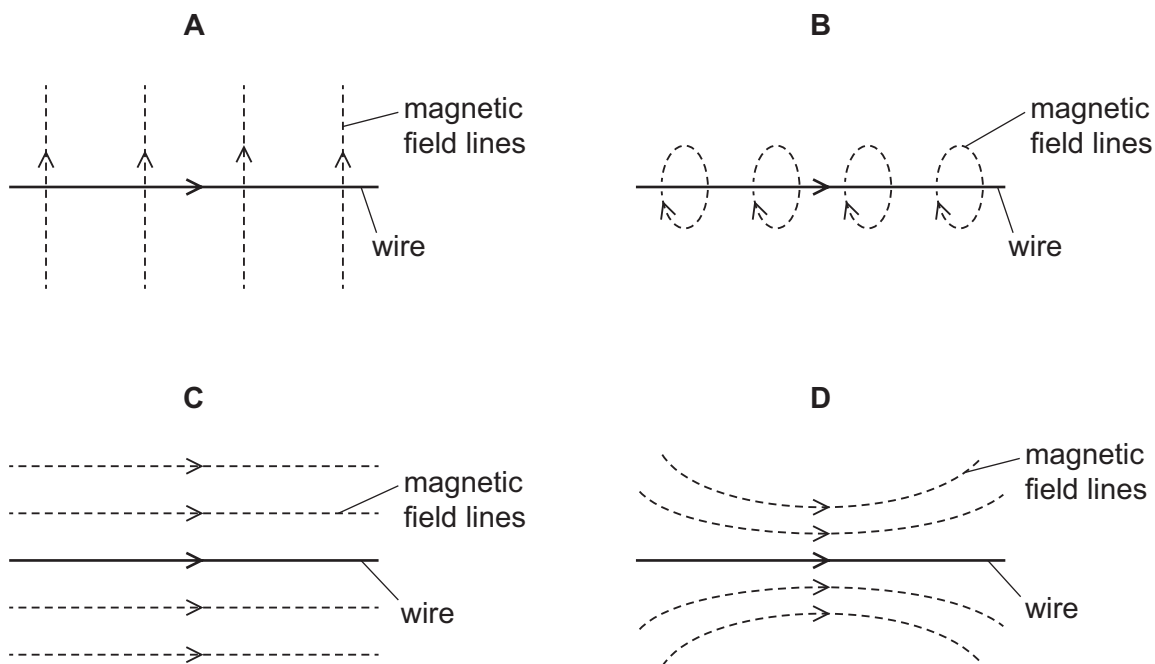 A
magnetic
field lines
wire
B
magnetic
field lines
wire
C
magnetic
field lines
wire
D
magnetic
field lines
wire